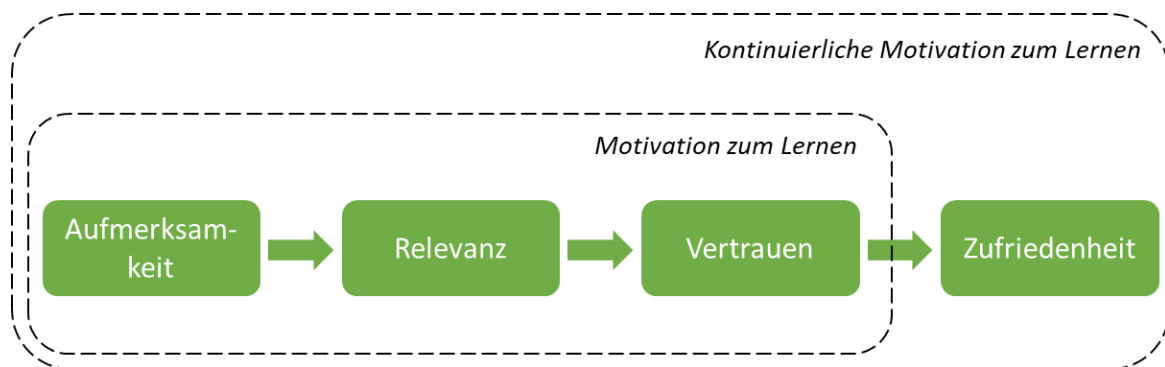 Kontinuierliche Motivation zum Lernen
Motivation zum Lernen
Aufmerksam-
keit
Relevanz
Vertrauen
Zufriedenheit